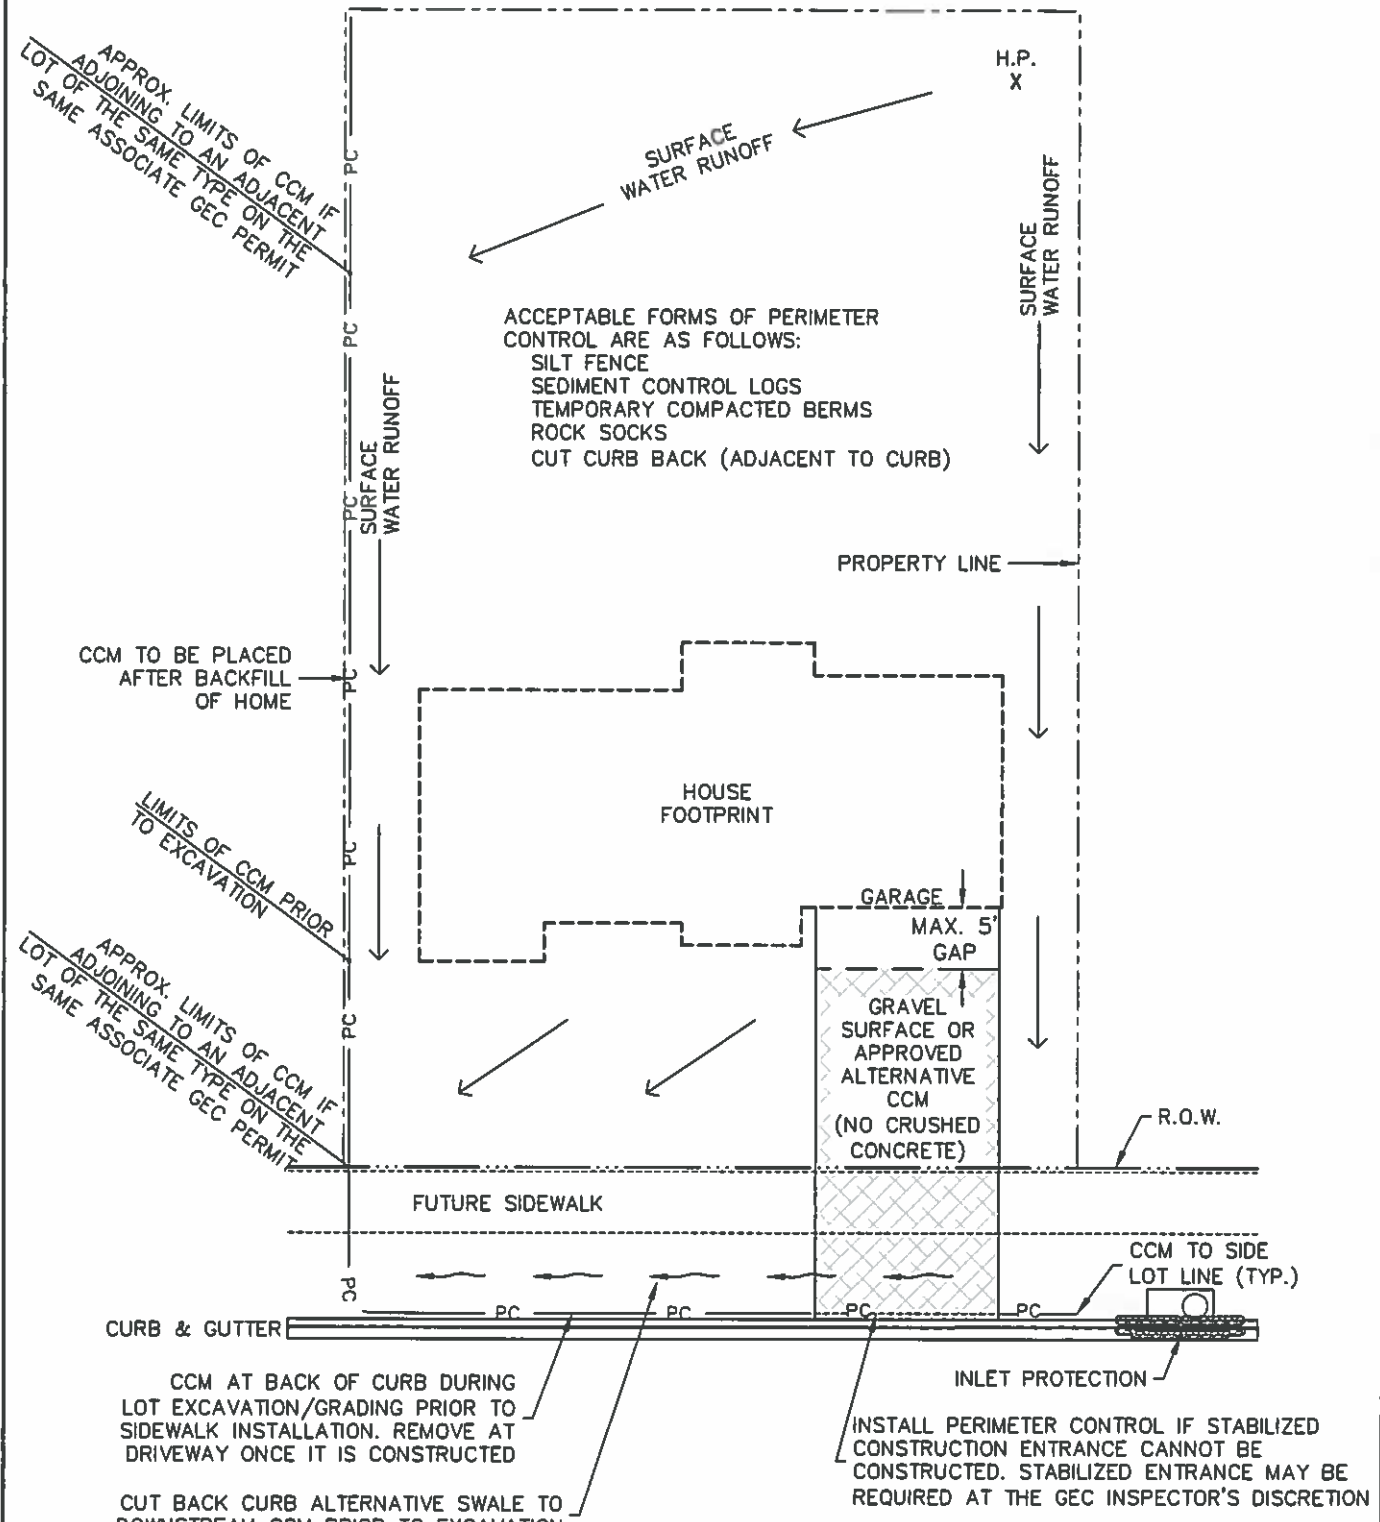 H.P.
X
APPROX. LIMITS OF CCM IF
ADJOINING TO AN ADJACENT
LOT OF THE SAME TYPE ON THE
SAME ASSOCIATE GEC PERMIT
PC
SURFACE
WATER RUNOFF
SURFACE
WATER RUNOFF
ACCEPTABLE FORMS OF PERIMETER
CONTROL ARE AS FOLLOWS:
SILT FENCE
SEDIMENT CONTROL LOGS
TEMPORARY COMPACTED BERMS
ROCK SOCKS
CUT CURB BACK (ADJACENT TO CURB)
PC
SURFACE
WATER RUNOFF
PC
PROPERTY LINE
CCM TO BE PLACED
AFTER BACKFILL
OF HOME
PC
HOUSE
FOOTPRINT
LIMITS OF CCM PRIOR
TO EXCAVATION
PC
GARAGE
MAX. 5'
GAP
APPROX. LIMITS OF CCM IF
ADJOINING TO AN ADJACENT
LOT OF THE SAME TYPE ON THE
SAME ASSOCIATE GEC PERMIT
PC
GRAVEL
SURFACE OR
APPROVED
ALTERNATIVE
CCM
(NO CRUSHED
CONCRETE)
R.O.W.
FUTURE SIDEWALK
CCM TO SIDE
LOT LINE (TYP.)
PC
PC
PC
PC
PC
CURB & GUTTER
INLET PROTECTION
CCM AT BACK OF CURB DURING
LOT EXCAVATION/GRADING PRIOR TO
SIDEWALK INSTALLATION. REMOVE AT
DRIVEWAY ONCE IT IS CONSTRUCTED
INSTALL PERIMETER CONTROL IF STABILIZED
CONSTRUCTION ENTRANCE CANNOT BE
CONSTRUCTED. STABILIZED ENTRANCE MAY BE
REQUIRED AT THE GEC INSPECTOR'S DISCRETION
CUT BACK CURB ALTERNATIVE SWALE TO
DOWNSTREAM CCM PRIOR TO EXCAVATION